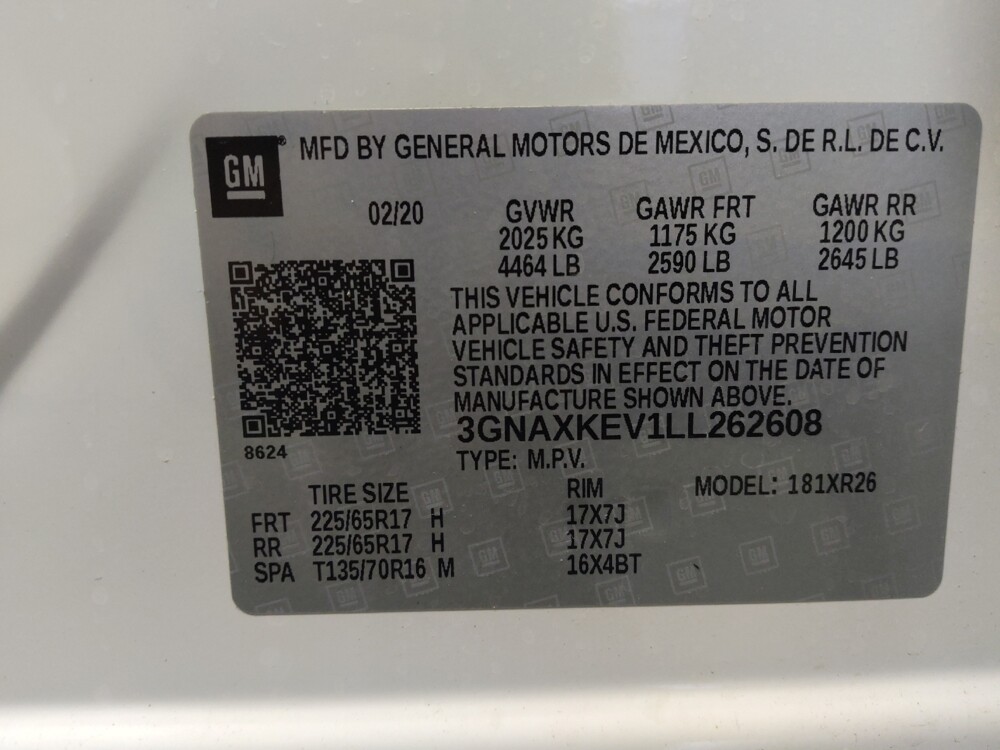 GM® MFD BY GENERAL MOTORS DE MEXICO, S. DE R.L. DE C.V.
02/20 GVWR GAWR FRT GAWR RR
2025 KG 1175 KG 1200 KG
4464 LB 2590 LB 2645 LB
THIS VEHICLE CONFORMS TO ALL
APPLICABLE U.S. FEDERAL MOTOR
VEHICLE SAFETY AND THEFT PREVENTION
STANDARDS IN EFFECT ON THE DATE OF
MANUFACTURE SHOWN ABOVE.
3GNAXKEV1LL262608
8624
TYPE: M.P.V.
TIRE SIZE RIM MODEL: 181XR26
FRT 225/65R17 H 17X7J
RR 225/65R17 H 17X7J
SPA T135/70R16 M 16X4BT